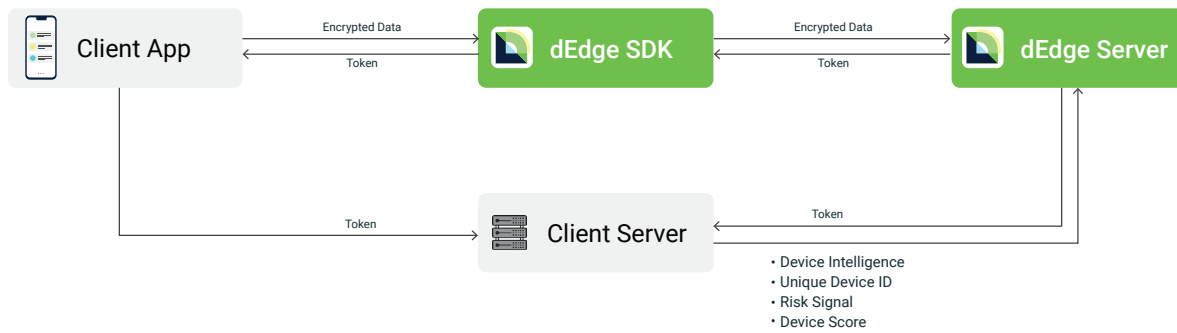 Client App
Encrypted Data
Token
dEdge SDK
Encrypted Data
Token
dEdge Server
Token
Client Server
Token
• Device Intelligence
• Unique Device ID
• Risk Signal
• Device Score